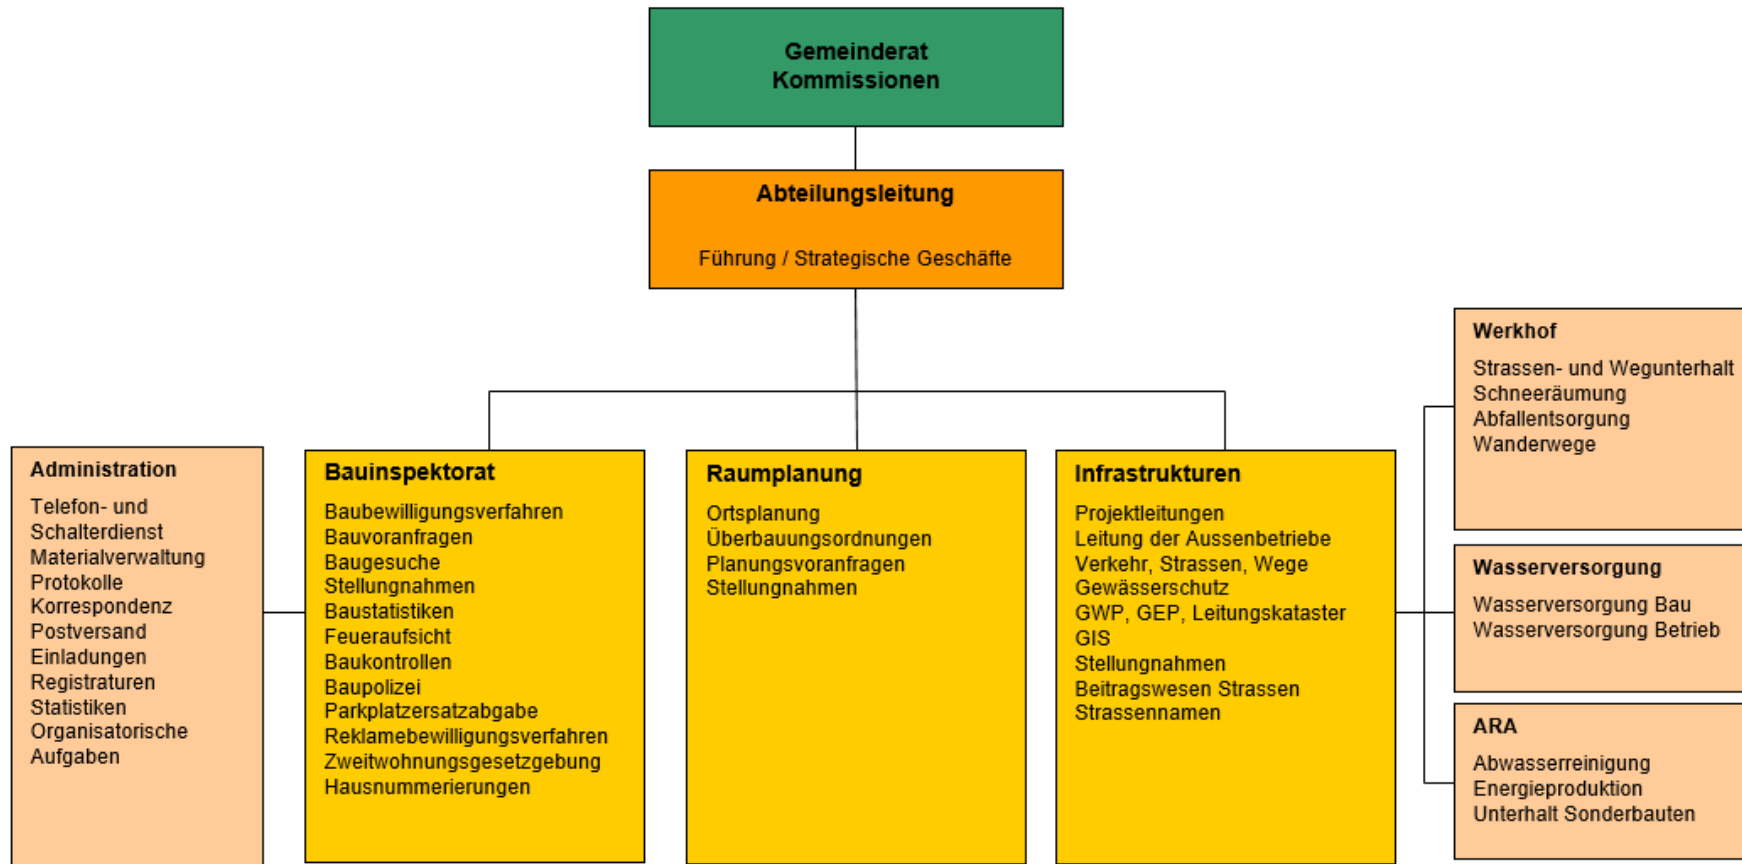 Gemeinderat
Kommissionen
Abteilungsleitung
Führung / Strategische Geschäfte
Administration
Telefon- und
Schalterdienst
Materialverwaltung
Protokolle
Korrespondenz
Postversand
Einladungen
Registraturen
Statistiken
Organisatorische
Aufgaben
Bauinspektorat
Baubewilligungsverfahren
Bauvoranfragen
Baugesuche
Stellungnahmen
Baustatistiken
Feueraufsicht
Baukontrollen
Baupolizei
Parkplatzersatzabgabe
Reklamebewilligungsverfahren
Zweitwohnungsgesetzgebung
Hausnummerierungen
Raumplanung
Ortsplanung
Überbauungsordnungen
Planungsvoranfragen
Stellungnahmen
Infrastrukturen
Projektleitungen
Leitung der Aussenbetriebe
Verkehr, Strassen, Wege
Gewässerschutz
GWP, GEP, Leitungskataster
GIS
Stellungnahmen
Beitragswesen Strassen
Strassennamen
Werkhof
Strassen- und Wegunterhalt
Schneeräumung
Abfallentsorgung
Wanderwege
Wasserversorgung
Wasserversorgung Bau
Wasserversorgung Betrieb
ARA
Abwasserreinigung
Energieproduktion
Unterhalt Sonderbauten